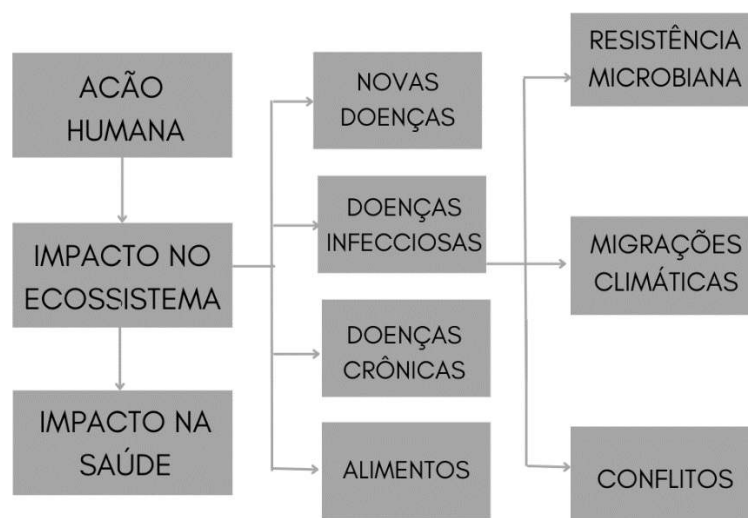 ACÃO
HUMANA
IMPACTO NO
ECOSSISTEMA
IMPACTO NA
SAÚDE
NOVAS
DOENÇAS
DOENÇAS
INFECCIOSAS
DOENÇAS
CRÔNICAS
ALIMENTOS
RESISTÊNCIA
MICROBIANA
MIGRAÇÕES
CLIMÁTICAS
CONFLITOS